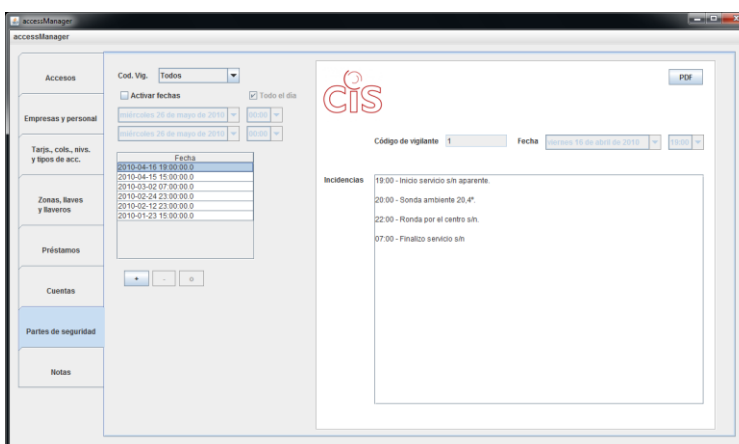 accessManager
accessManager
Accesos
Empresas y personal
Tarjs., cols., nivs.
y tipos de acc.
Zonas, llaves
y llaveros
Préstamos
Cuentas
Partes de seguridad
Notas
Cod. Vig. Todos
Activar fechas Todo el día
miércoles 26 de mayo de 2010 00:00
miércoles 26 de mayo de 2010 00:00
Fecha
2010-04-16 19:00:00.0
2010-04-15 15:00:00.0
2010-03-02 07:00:00.0
2010-02-24 23:00:00.0
2010-02-12 23:00:00.0
2010-01-23 15:00:00.0
+ - o
CIS
PDF
Código de vigilante 1 Fecha viernes 16 de abril de 2010 19:00
Incidencias
19:00 - Inicio servicio s/n aparente.
20:00 - Sonda ambiente 20,4º.
22:00 - Ronda por el centro s/n.
07:00 - Finalizo servicio s/n